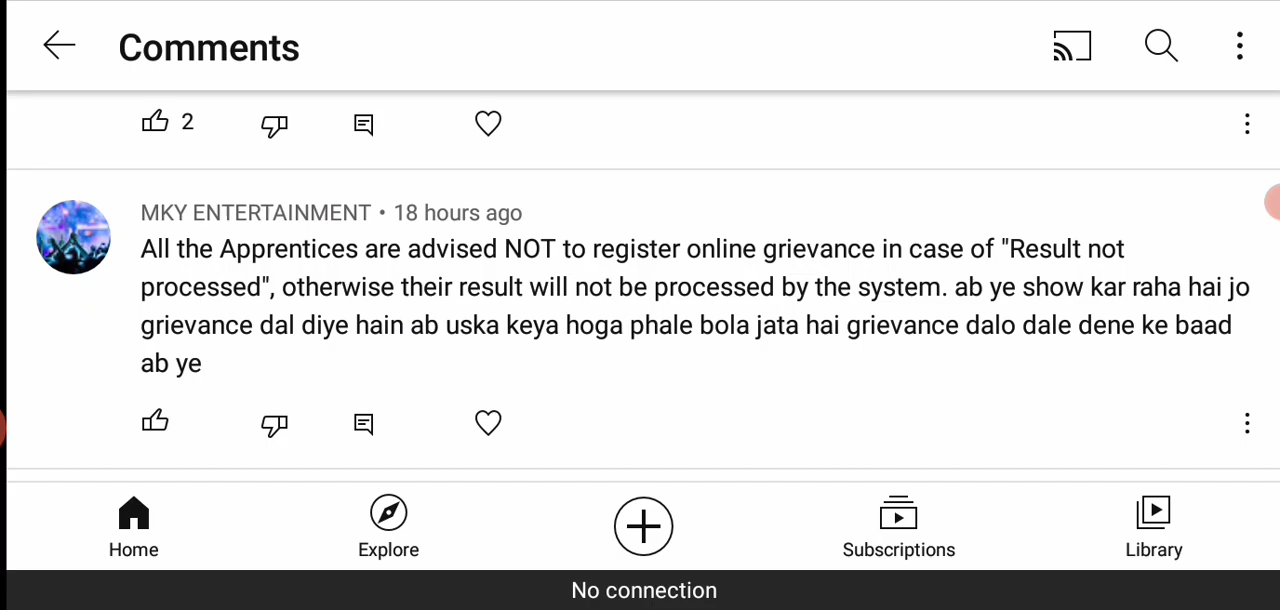 Comments
2
MKY ENTERTAINMENT • 18 hours ago
All the Apprentices are advised NOT to register online grievance in case of "Result not
processed", otherwise their result will not be processed by the system. ab ye show kar raha hai jo
grievance dal diye hain ab uska keya hoga phale bola jata hai grievance dalo dale dene ke baad
ab ye
Home Explore Subscriptions Library
No connection